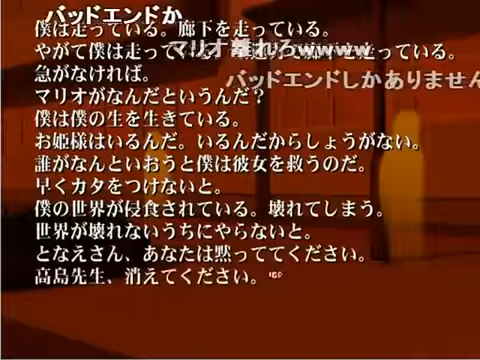 バッドエンドか
僕は走っている。廊下を走っている。
やがて僕は走って
マリオ
wwww
走っている。
急がなければ。
バッドエンドしかありません
マリオがなんだというんだ？
僕は僕の生を生きている。
お姫様はいるんだ。いるんだからしょうがない。
誰がなんといおうと僕は彼女を救うのだ。
早くカタをつけないと。
僕の世界が侵食されている。壊れてしまう。
世界が壊れないうちにやらないと。
となえさん、あなたは黙っててください。
高島先生、消えてください。